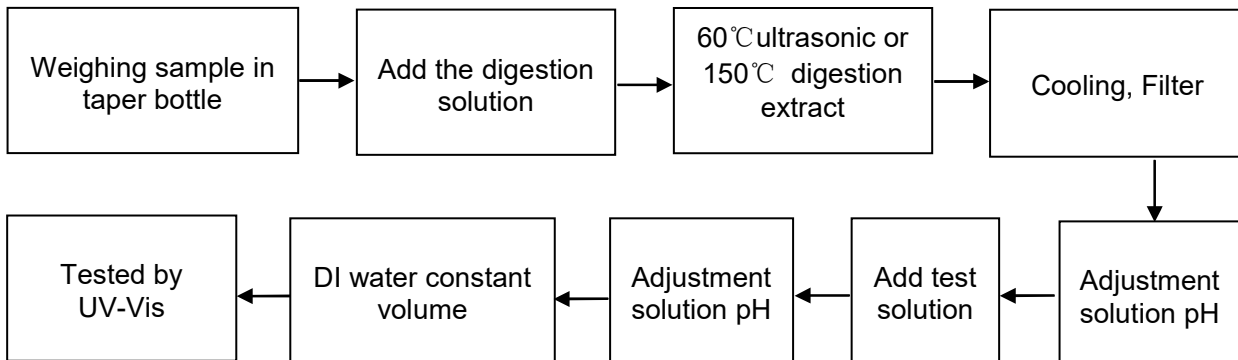 Weighing sample in
taper bottle
Add the digestion
solution
60℃ultrasonic or
150℃ digestion
extract
Cooling, Filter
Adjustment
solution pH
Add test
solution
Adjustment
solution pH
DI water constant
volume
Tested by
UV-Vis